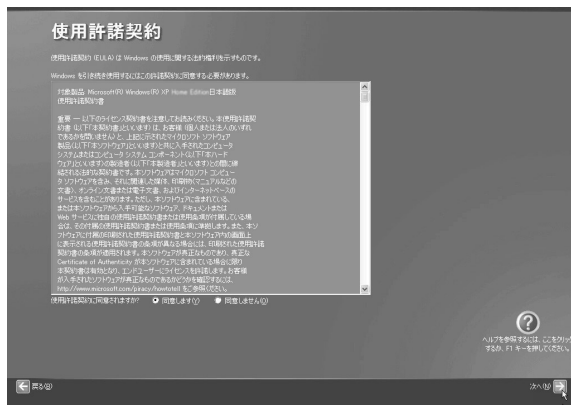 使用許諾契約
使用許諾契約 (EULA) は Windows の使用に関する法的権利を示すものです。
Windows を引き続き使用するにはこの許諾契約に同意する必要があります。
対象製品 Microsoft(R) Windows(R) XP Home Edition日本語版
使用許諾契約書
重要 ― 以下のライセンス契約書を注意してお読みください。本使用許諾契
約書 (以下「本契約書」といいます) は、お客様 (個人または法人のいずれ
であるかを問いません) と、上記に示されたマイクロソフト ソフトウェア
製品(以下「本ソフトウェア」といいます)と共に入手されたコンピュータ
システムまたはコンピュータ システム コンポーネント(以下「本ハード
ウェア」といいます)の製造者(以下「本製造者」といいます)との間に締
結される法的な契約書です。本ソフトウェアはマイクロソフト コンピュー
タ ソフトウェアを含み、それに関連した媒体、印刷物(マニュアルなどの
文書)、オンライン文書または電子文書、およびインターネットベースの
サービスを含むことがあります。ただし、本ソフトウェアに含まれている、
または本ソフトウェアから入手可能なソフトウェア、ドキュメントまたは
Web サービスに独自の使用許諾契約書または使用条項が付属している場
合は、その付属の使用許諾契約書または使用条項に準拠します。また、本ソ
フトウェアに付属の印刷された使用許諾契約書と本ソフトウェア内の画面上
に表示される使用許諾契約書の条項が異なる場合には、印刷された使用許諾
契約書の条項が適用されます。本ソフトウェアが真正なものであり、真正な
Certificate of Authenticity が本ソフトウェアに含まれている場合に限り
本契約書は有効となり、エンドユーザーにライセンスを許諾します。お客様
が入手されたソフトウェアが真正なものであるかどうかを確認するには、
http://www.microsoft.com/piracy/howtotell をご参照ください。
使用許諾契約に同意されますか? 同意します(Y) 同意しません(O)
?
ヘルプを参照するには、ここをクリッ
するか、F1 キーを押してください。
戻る(B) 次へ(N)